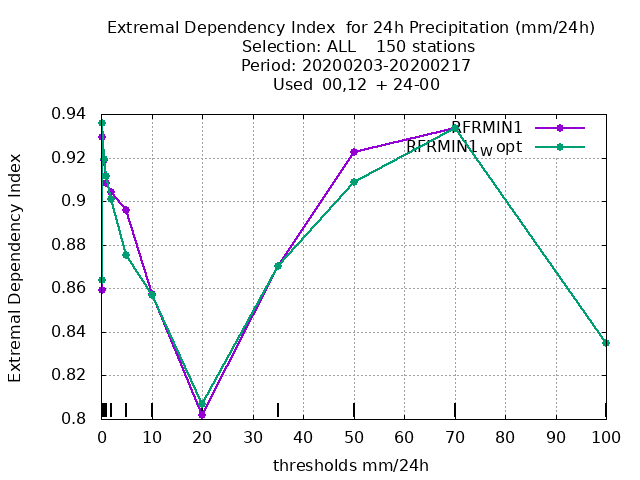 Extremal Dependency Index  for 24h Precipitation (mm/24h)
Selection: ALL    150 stations
Period: 20200203-20200217
Used  00,12  + 24-00
RFRMIN1
RFRMIN1w opt
Extremal Dependency Index
0.94
0.92
0.9
0.88
0.86
0.84
0.82
0.8
0 10 20 30 40 50 60 70 80 90 100
thresholds mm/24h